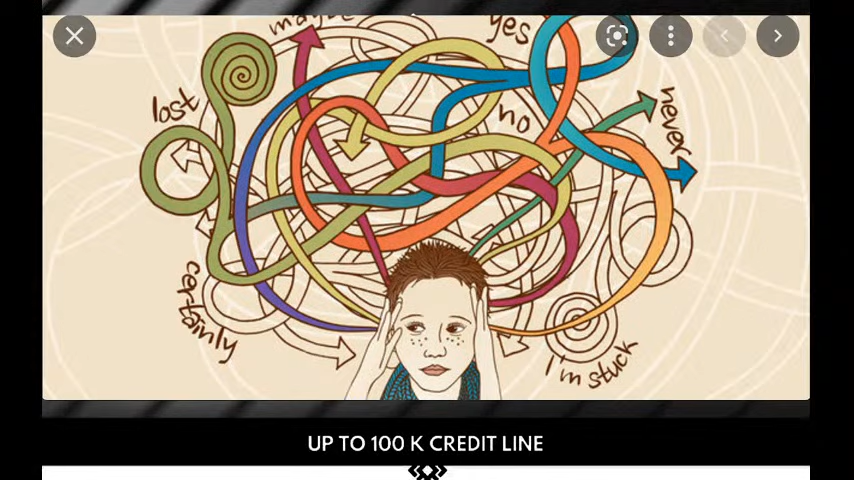 maybe
yes
lost
no
never
certainly
I'm stuck
UP TO 100 K CREDIT LINE